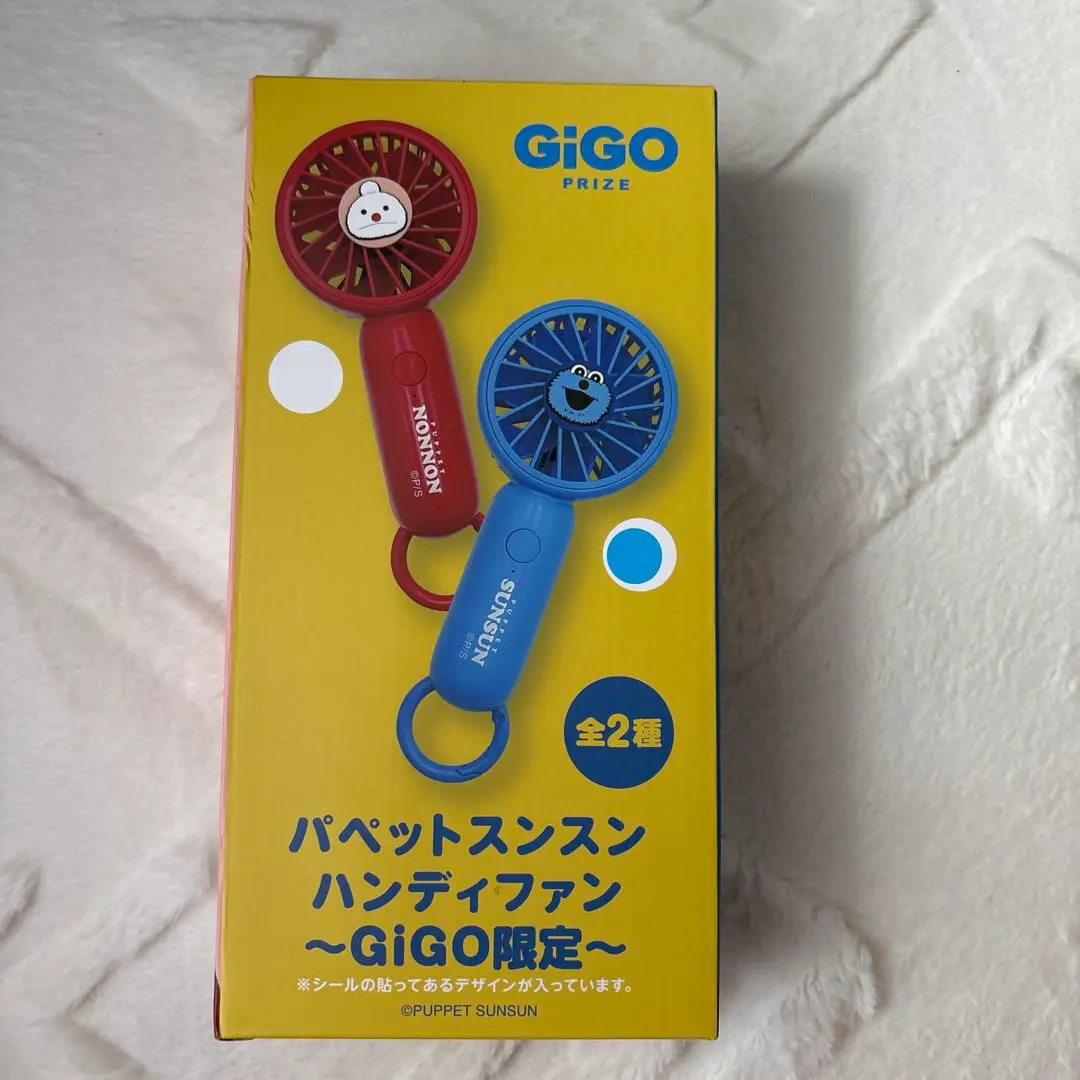 GiGO
PRIZE
PUPPET
NONNON
©P/S
PUPPET
SUNSUN
©P/S
全2種
パペットスンスン
ハンディファン
～GiGO限定～
※シールの貼ってあるデザインが入っています。
©PUPPET SUNSUN